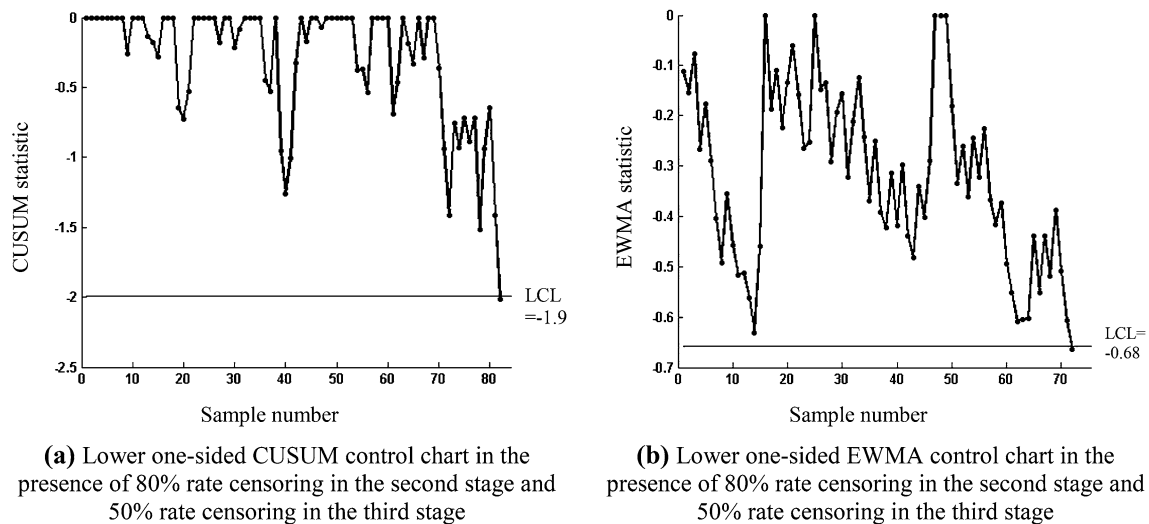 0
-0.5
-1
-1.5
-2
-2.5
CUSUM statistic
0 10 20 30 40 50 60 70 80
Sample number
LCL
=-1.9
(a) Lower one-sided CUSUM control chart in the
presence of 80% rate censoring in the second stage and
50% rate censoring in the third stage
0
-0.1
-0.2
-0.3
-0.4
-0.5
-0.6
-0.7
EWMA statistic
0 10 20 30 40 50 60 70
Sample number
LCL=
-0.68
(b) Lower one-sided EWMA control chart in the
presence of 80% rate censoring in the second stage and
50% rate censoring in the third stage